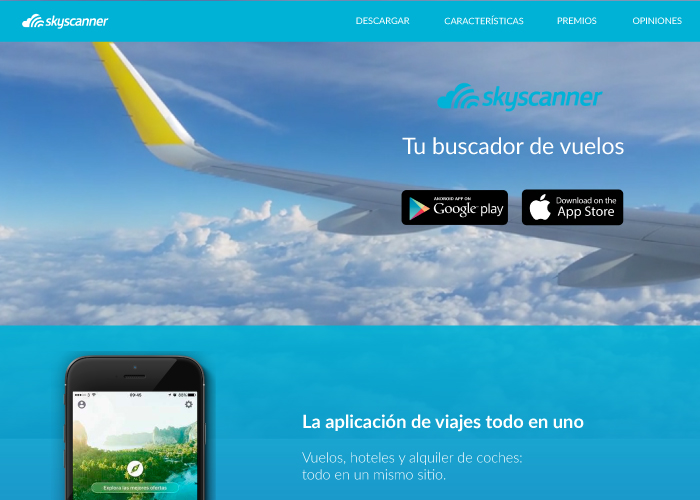 skyscanner
DESCARGAR
CARACTERÍSTICAS
PREMIOS
OPINIONES
skyscanner
Tu buscador de vuelos
ANDROID APP ON
Google play
Download on the
App Store
09:45
La aplicación de viajes todo en uno
Vuelos, hoteles y alquiler de coches:
todo en un mismo sitio.
Explora las mejores ofertas